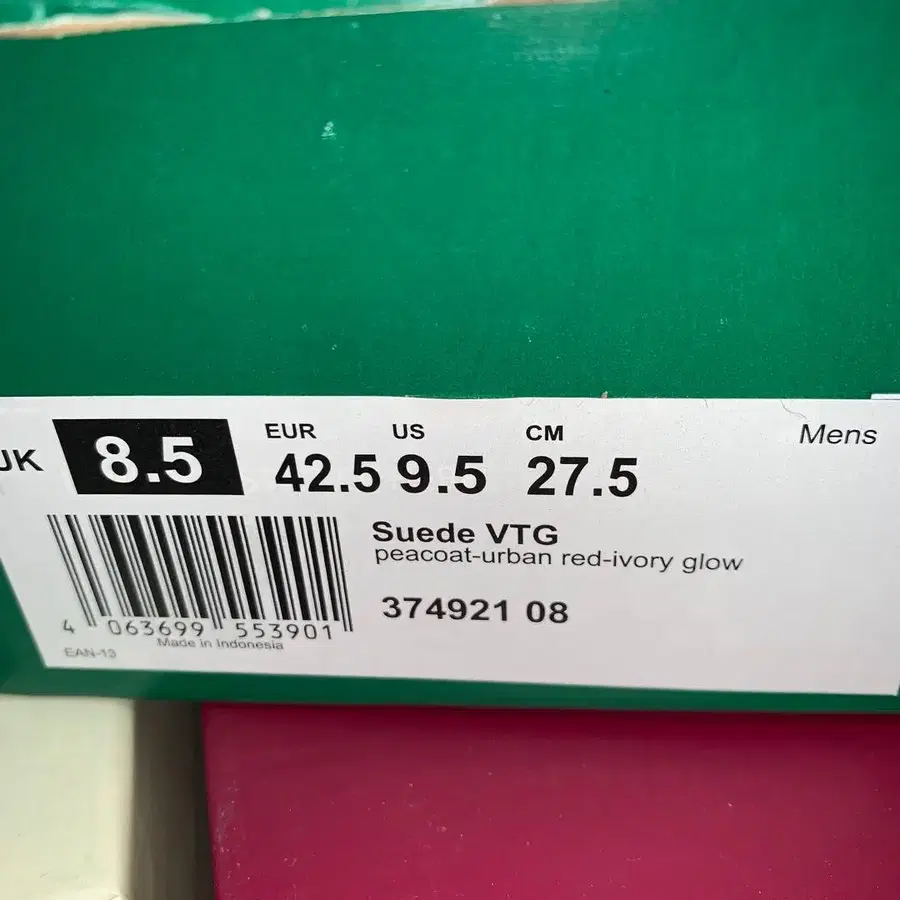 UK 8.5 EUR 42.5 US 9.5 CM 27.5 Mens
Suede VTG
peacoat-urban red-ivory glow
374921 08
4 063699 553901
Made in Indonesia
EAN-13